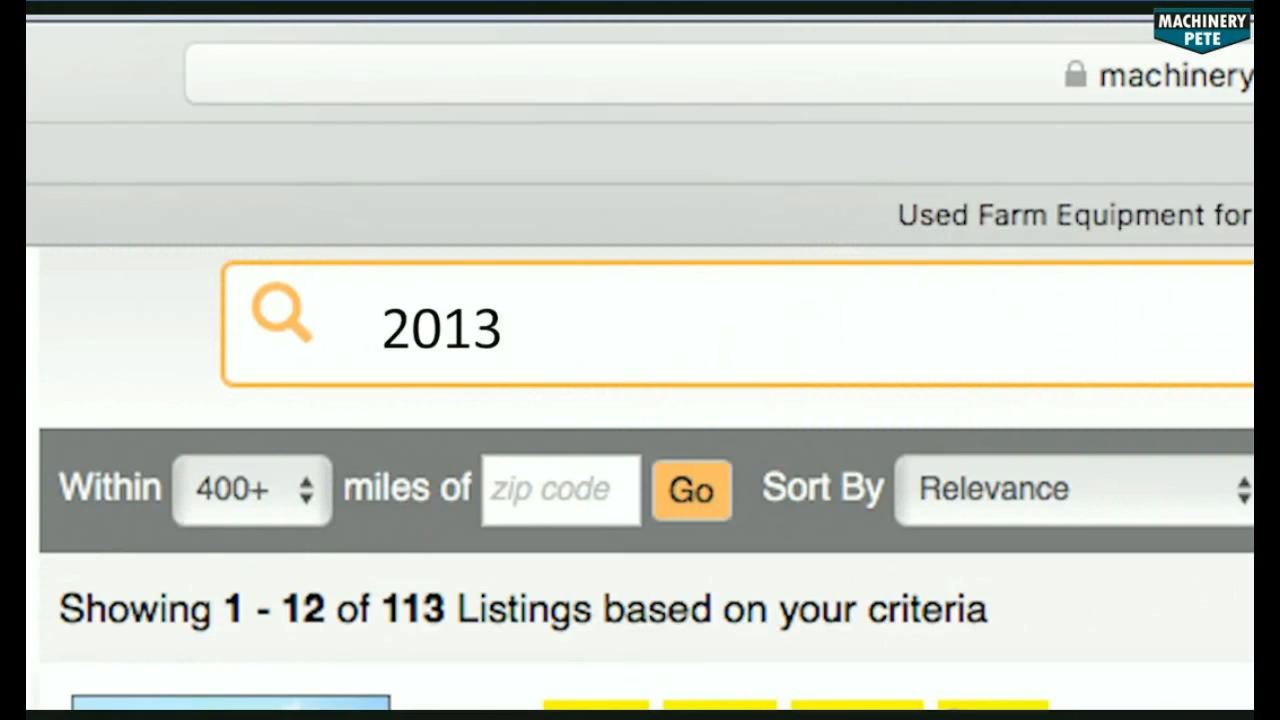 MACHINERY
PETE
machinery
Used Farm Equipment for
2013
Within 400+ miles of zip code Go Sort By Relevance
Showing 1 - 12 of 113 Listings based on your criteria